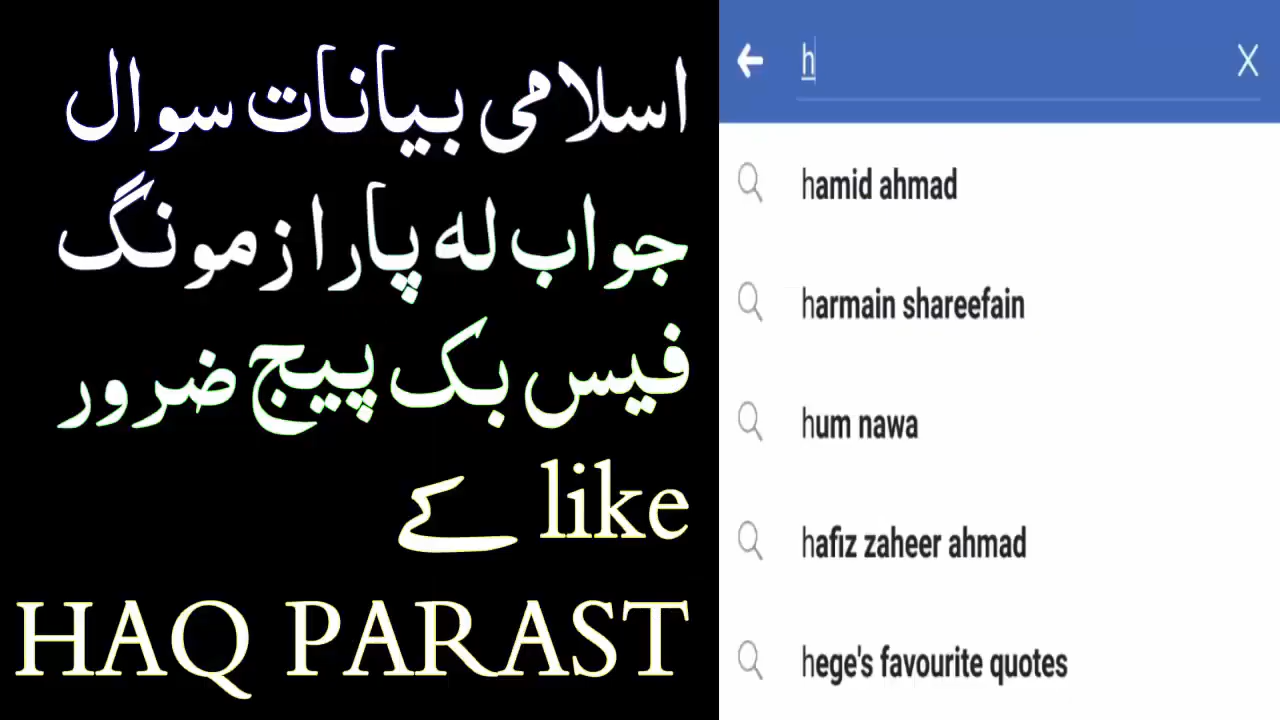 اسلامی بیانات سوال
جواب لہ پارا زمونگ
فیس بک پیج ضرور
like کے
HAQ PARAST
h
hamid ahmad
harmain shareefain
hum nawa
hafiz zaheer ahmad
hege's favourite quotes